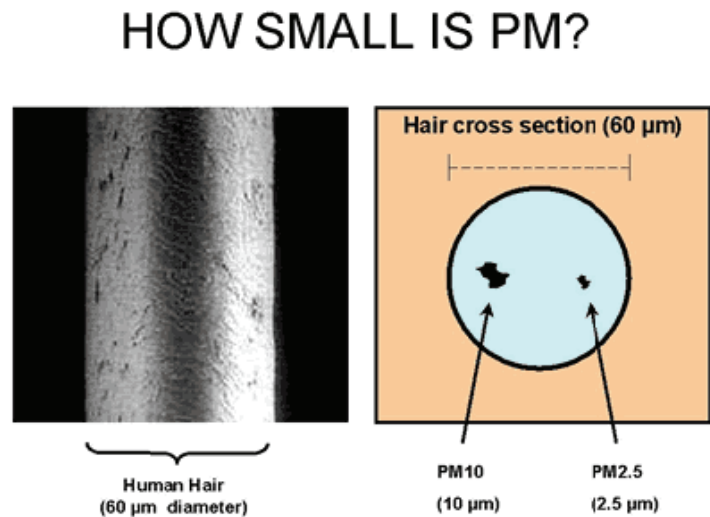 HOW SMALL IS PM?
Hair cross section (60 µm)
Human Hair
(60 µm diameter)
PM10
(10 µm)
PM2.5
(2.5 µm)